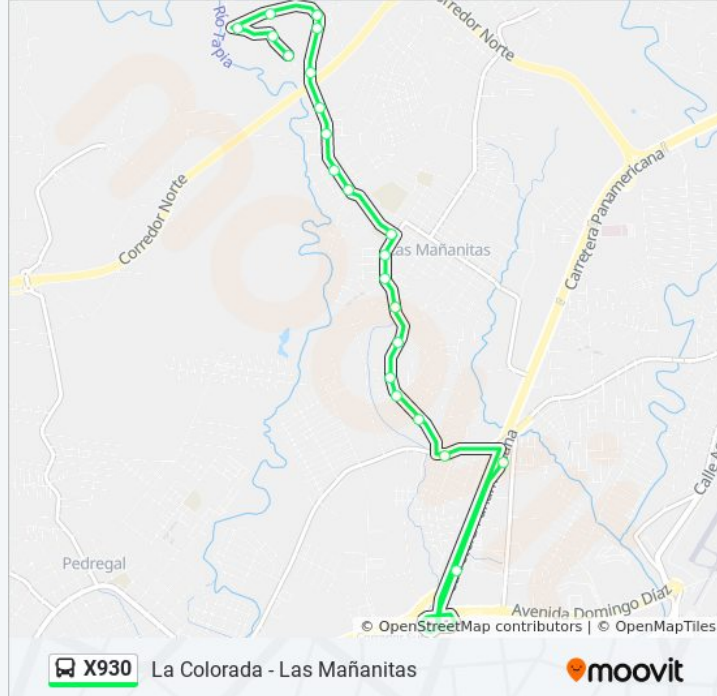 Río Tapia
Corredor Norte
Carretera Panamericana
Corredor Norte
Las Mañanitas
Pedregal
Avenida Domingo Díaz
© OpenStreetMap contributors | © OpenMapTiles
X930 La Colorada - Las Mañanitas
moovit